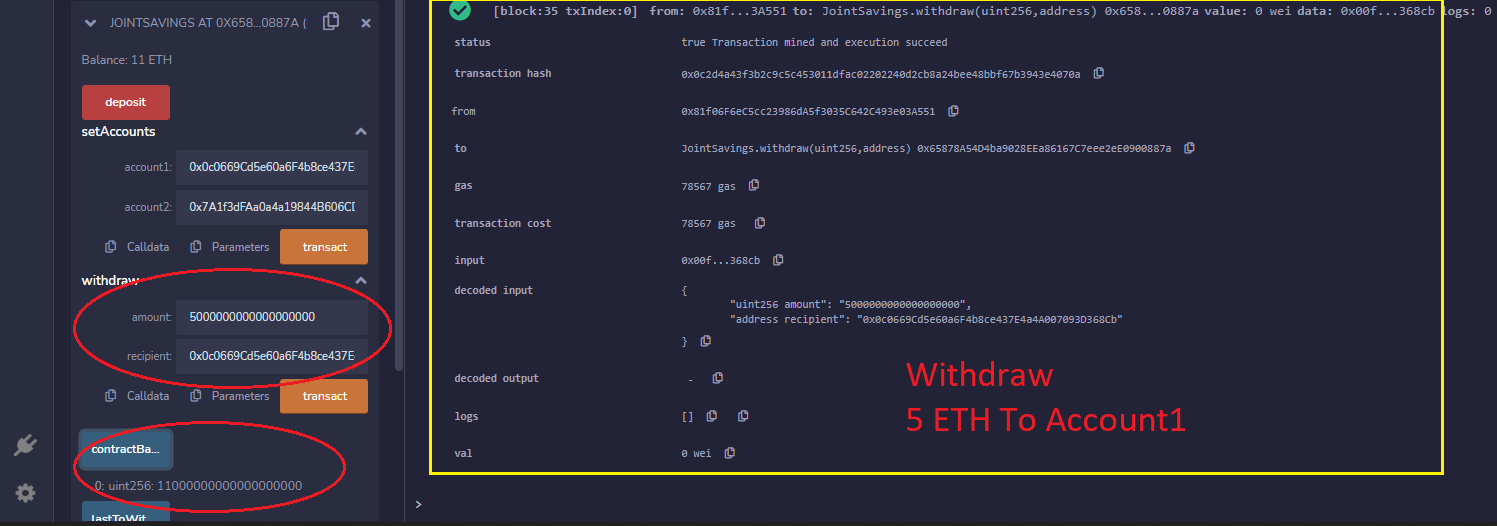 JOINTSAVINGS AT 0X658...0887A (
Balance: 11 ETH
deposit
setAccounts
account1: 0x0c0669Cd5e60a6F4b8ce437E
account2: 0x7A1f3dFAa0a4a19844B606CD
Calldata Parameters transact
withdraw
amount: 5000000000000000000
recipient: 0x0c0669Cd5e60a6F4b8ce437E
Calldata Parameters transact
contractBa...
0: uint256: 11000000000000000000
lastToWit...
[block:35 txIndex:0] from: 0x81f...3A551 to: JointSavings.withdraw(uint256,address) 0x658...0887a value: 0 wei data: 0x00f...368cb logs: 0
status true Transaction mined and execution succeed
transaction hash 0x0c2d4a43f3b2c9c5c453011dfac02202240d2cb8a24bee48bbf67b3943e4070a
from 0x81f06F6eC5cc23986dA5f3035C642C493e03A551
to JointSavings.withdraw(uint256,address) 0x65878A54D4ba9028EEa86167C7eee2eE0900887a
gas 78567 gas
transaction cost 78567 gas
input 0x00f...368cb
decoded input {
"uint256 amount": "5000000000000000000",
"address recipient": "0x0c0669Cd5e60a6F4b8ce437E4a4A007093D368Cb"
}
decoded output -
logs []
val 0 wei
>
Withdraw
5 ETH To Account1